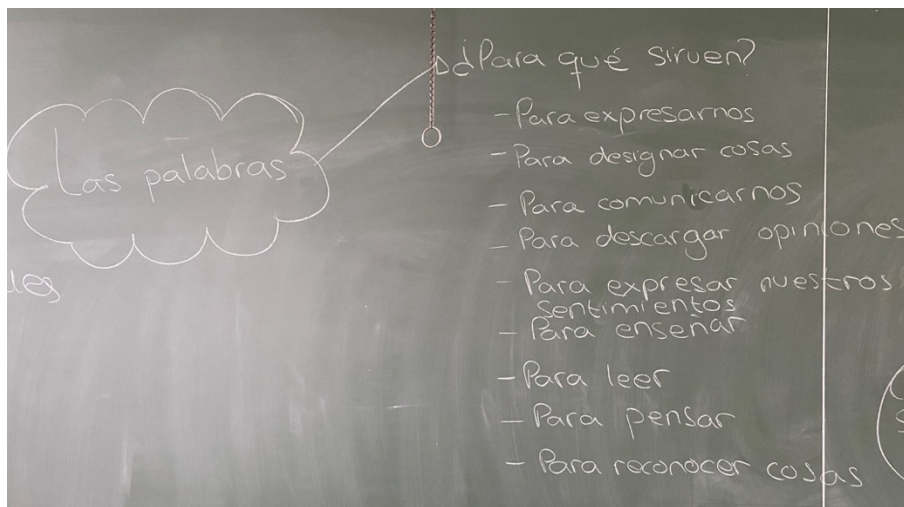 Las palabras
¿Para qué sirven?
- Para expresarnos
- Para designar cosas
- Para comunicarnos
- Para descargar opiniones
- Para expresar nuestros
sentimientos
- Para enseñar
- Para leer
- Para pensar
- Para reconocer cosas